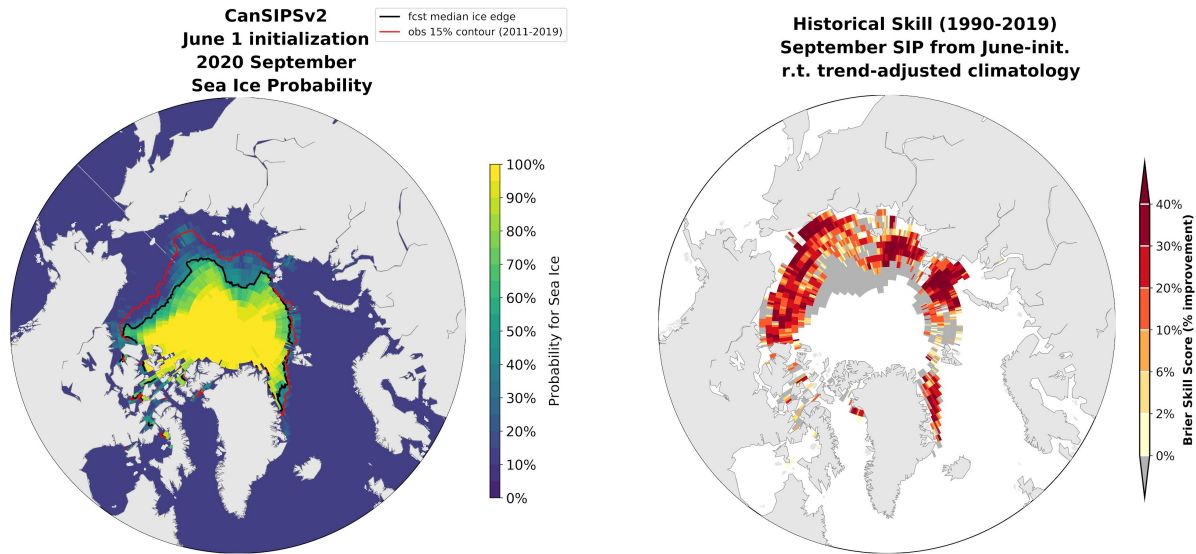 CanSIPSv2
June 1 initialization
2020 September
Sea Ice Probability
fcst median ice edge
obs 15% contour (2011-2019)
100%
90%
80%
70%
60%
50%
40%
30%
20%
10%
0%
Probability for Sea Ice
Historical Skill (1990-2019)
September SIP from June-init.
r.t. trend-adjusted climatology
40%
30%
20%
10%
6%
2%
0%
Brier Skill Score (% improvement)